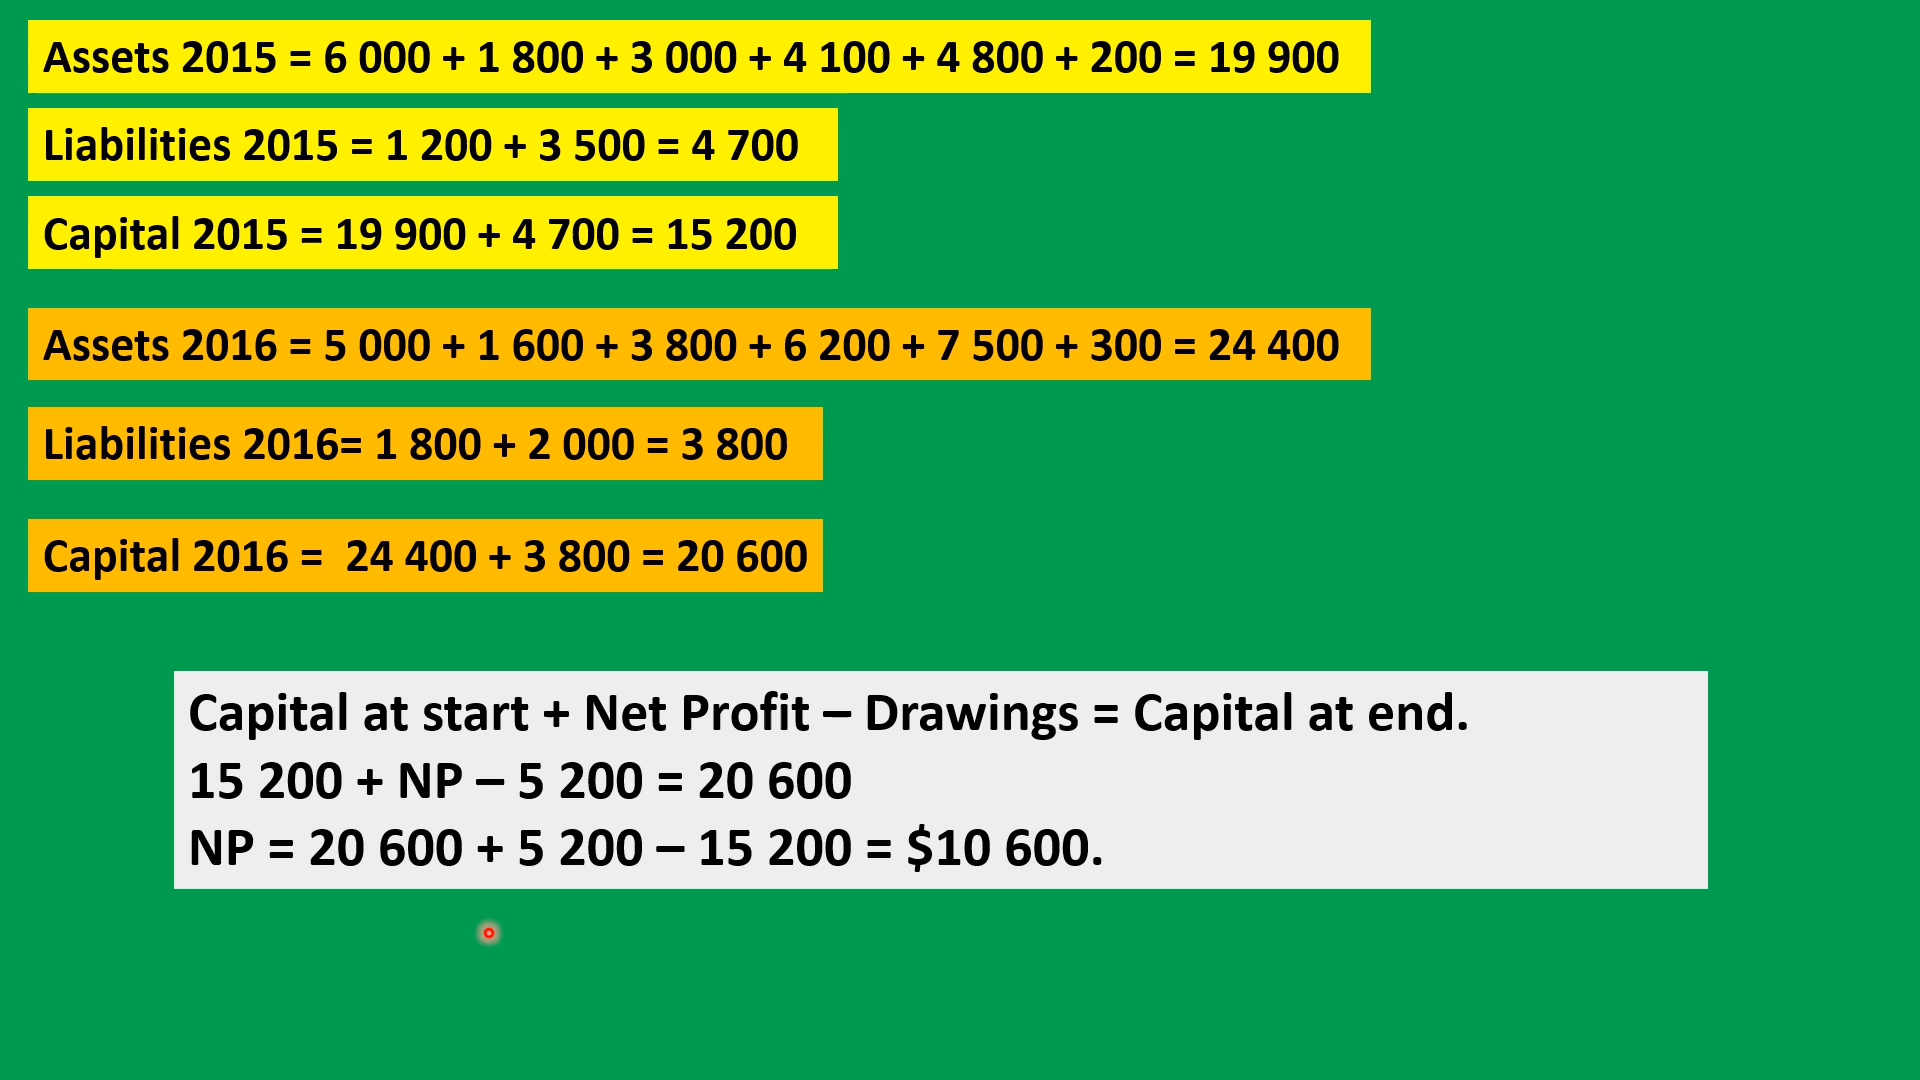 Assets 2015 = 6 000 + 1 800 + 3 000 + 4 100 + 4 800 + 200 = 19 900
Liabilities 2015 = 1 200 + 3 500 = 4 700
Capital 2015 = 19 900 + 4 700 = 15 200
Assets 2016 = 5 000 + 1 600 + 3 800 + 6 200 + 7 500 + 300 = 24 400
Liabilities 2016= 1 800 + 2 000 = 3 800
Capital 2016 =  24 400 + 3 800 = 20 600
Capital at start + Net Profit – Drawings = Capital at end.
15 200 + NP – 5 200 = 20 600
NP = 20 600 + 5 200 – 15 200 = $10 600.